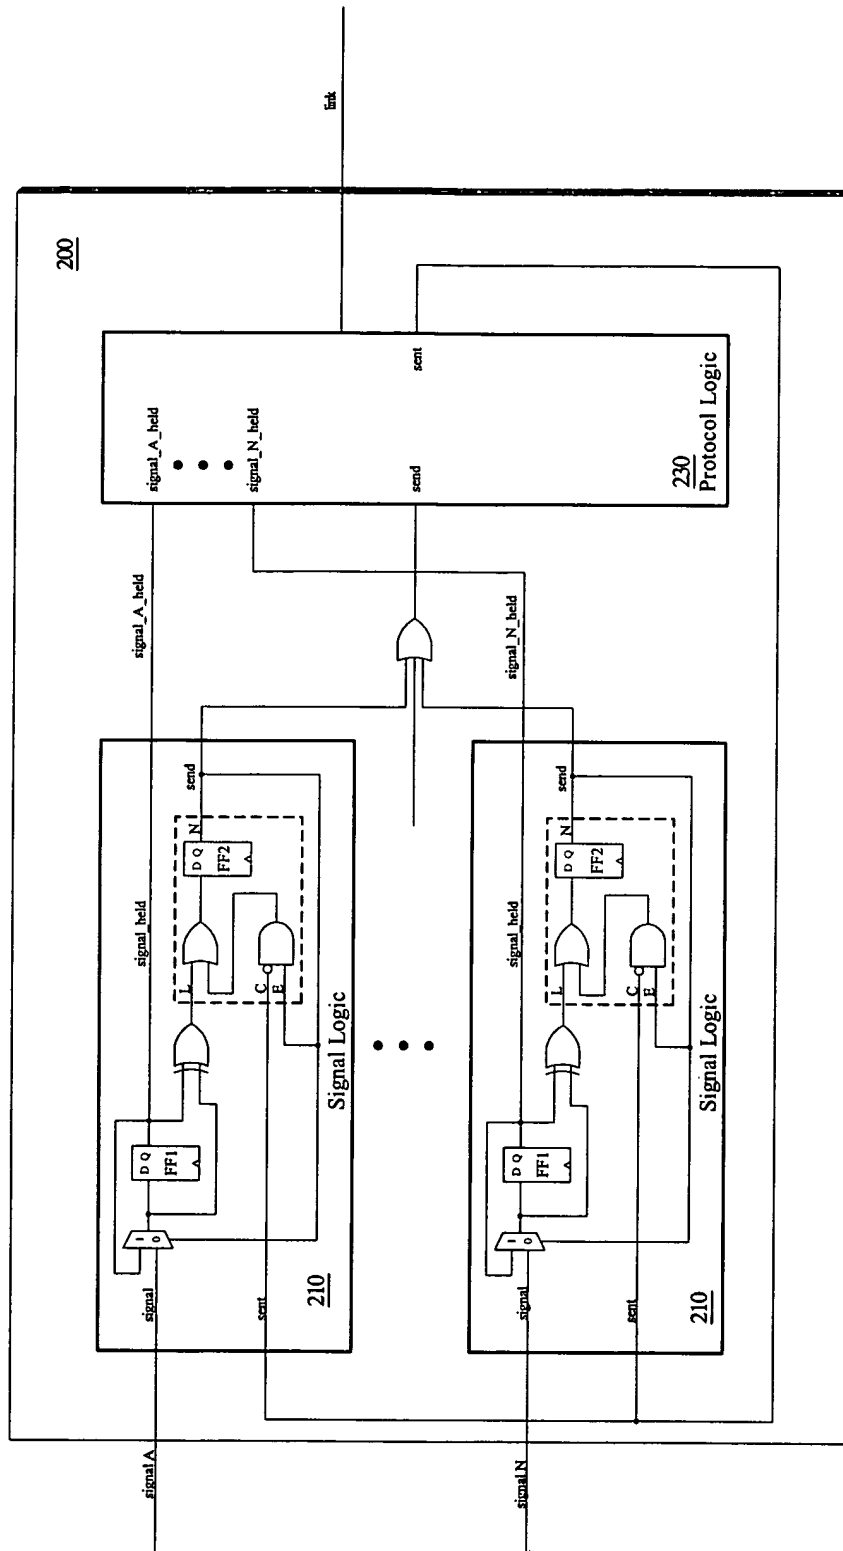 200
link
signal_A_held
signal_N_held
send
sent
230
Protocol Logic
signal_A_held
signal_N_held
send
N
D Q
FF2
L
C
E
signal_held
D Q
FF1
1
0
signal
sent
210
Signal Logic
signal A
send
N
D Q
FF2
L
C
E
signal_held
D Q
FF1
1
0
signal
sent
210
Signal Logic
signal N